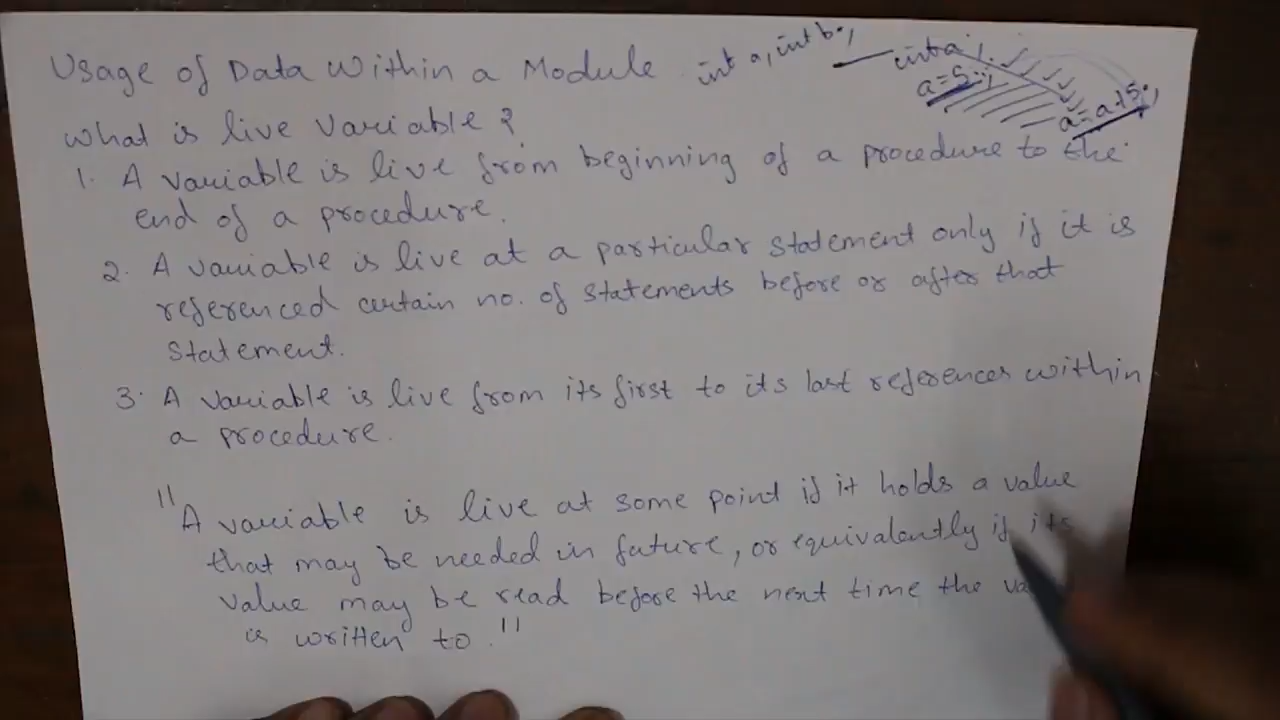 Usage of Data Within a Module
int a, int b;
int a;
a=5;
a=a+5;
What is live Variable?
1. A variable is live from beginning of a procedure to the
end of a procedure.
2. A variable is live at a particular statement only if it is
referenced certain no. of statements before or after that
statement.
3. A variable is live from its first to its last references within
a procedure.
"A variable is live at some point if it holds a value
that may be needed in future, or equivalently if its
value may be read before the next time the
is written to."